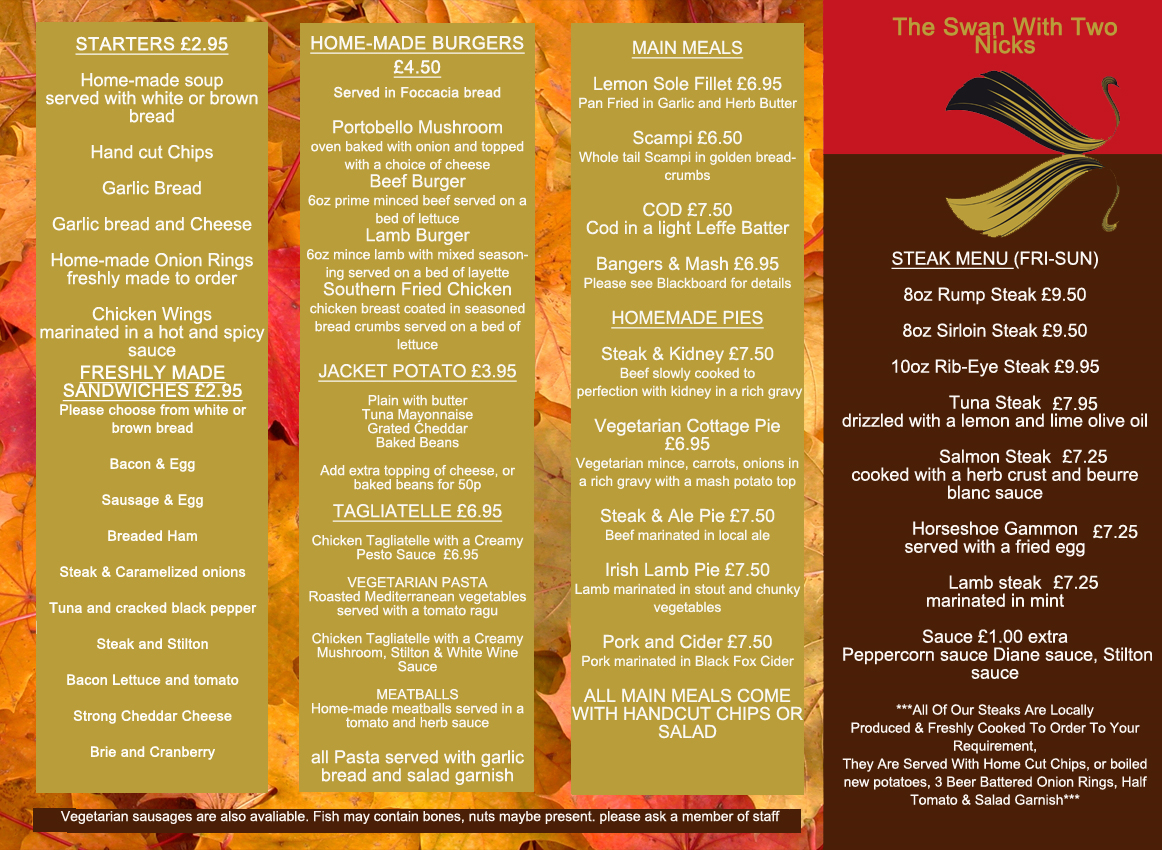 STARTERS £2.95
Home-made soup
served with white or brown
bread
Hand cut Chips
Garlic Bread
Garlic bread and Cheese
Home-made Onion Rings
freshly made to order
Chicken Wings
marinated in a hot and spicy
sauce
FRESHLY MADE
SANDWICHES £2.95
Please choose from white or
brown bread
Bacon & Egg
Sausage & Egg
Breaded Ham
Steak & Caramelized onions
Tuna and cracked black pepper
Steak and Stilton
Bacon Lettuce and tomato
Strong Cheddar Cheese
Brie and Cranberry
HOME-MADE BURGERS
£4.50
Served in Foccacia bread
Portobello Mushroom
oven baked with onion and topped
with a choice of cheese
Beef Burger
6oz prime minced beef served on a
bed of lettuce
Lamb Burger
6oz mince lamb with mixed season-
ing served on a bed of layette
Southern Fried Chicken
chicken breast coated in seasoned
bread crumbs served on a bed of
lettuce
JACKET POTATO £3.95
Plain with butter
Tuna Mayonnaise
Grated Cheddar
Baked Beans
Add extra topping of cheese, or
baked beans for 50p
TAGLIATELLE £6.95
Chicken Tagliatelle with a Creamy
Pesto Sauce £6.95
VEGETARIAN PASTA
Roasted Mediterranean vegetables
served with a tomato ragu
Chicken Tagliatelle with a Creamy
Mushroom, Stilton & White Wine
Sauce
MEATBALLS
Home-made meatballs served in a
tomato and herb sauce
all Pasta served with garlic
bread and salad garnish
MAIN MEALS
Lemon Sole Fillet £6.95
Pan Fried in Garlic and Herb Butter
Scampi £6.50
Whole tail Scampi in golden bread-
crumbs
COD £7.50
Cod in a light Leffe Batter
Bangers & Mash £6.95
Please see Blackboard for details
HOMEMADE PIES
Steak & Kidney £7.50
Beef slowly cooked to
perfection with kidney in a rich gravy
Vegetarian Cottage Pie
£6.95
Vegetarian mince, carrots, onions in
a rich gravy with a mash potato top
Steak & Ale Pie £7.50
Beef marinated in local ale
Irish Lamb Pie £7.50
Lamb marinated in stout and chunky
vegetables
Pork and Cider £7.50
Pork marinated in Black Fox Cider
ALL MAIN MEALS COME
WITH HANDCUT CHIPS OR
SALAD
The Swan With Two
Nicks
STEAK MENU (FRI-SUN)
8oz Rump Steak £9.50
8oz Sirloin Steak £9.50
10oz Rib-Eye Steak £9.95
Tuna Steak £7.95
drizzled with a lemon and lime olive oil
Salmon Steak £7.25
cooked with a herb crust and beurre
blanc sauce
Horseshoe Gammon £7.25
served with a fried egg
Lamb steak £7.25
marinated in mint
Sauce £1.00 extra
Peppercorn sauce Diane sauce, Stilton
sauce
***All Of Our Steaks Are Locally
Produced & Freshly Cooked To Order To Your
Requirement,
They Are Served With Home Cut Chips, or boiled
new potatoes, 3 Beer Battered Onion Rings, Half
Tomato & Salad Garnish***
Vegetarian sausages are also avaliable. Fish may contain bones, nuts maybe present. please ask a member of staff